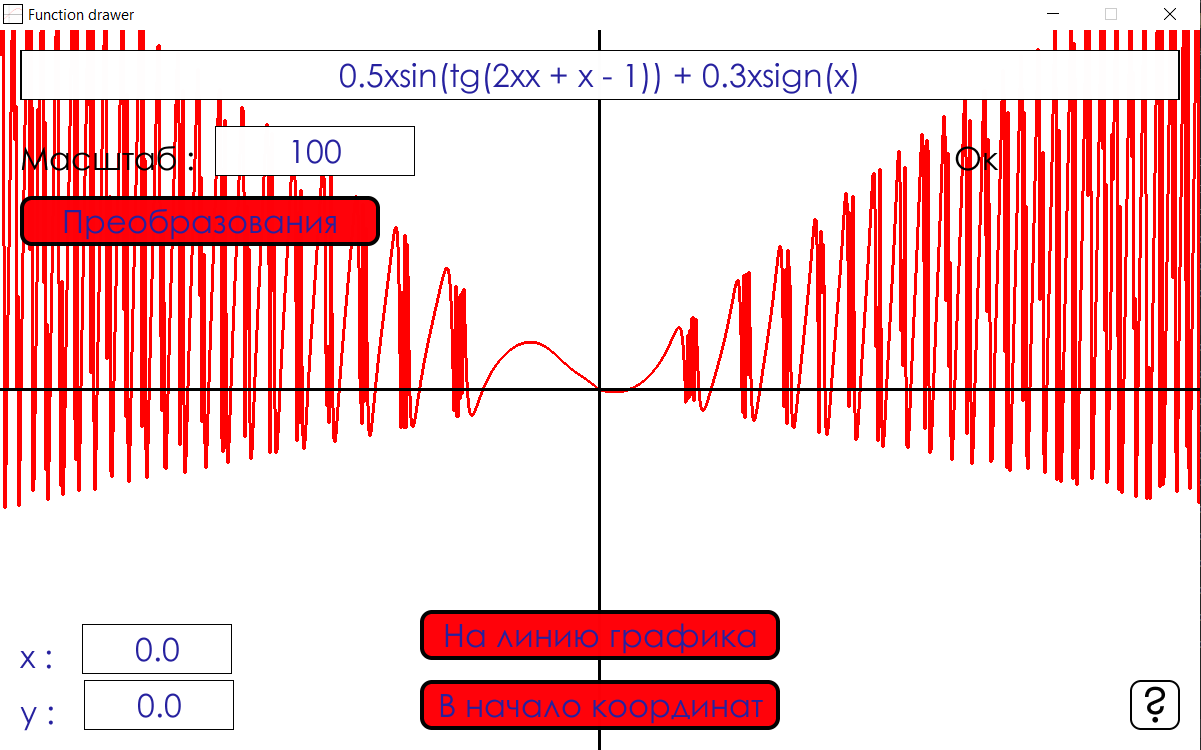 Function drawer
0.5xsin(tg(2xx + x - 1)) + 0.3xsign(x)
Масштаб : 100
Ок
Преобразования
На линию графика
x : 0.0
y : 0.0
В начало координат
?